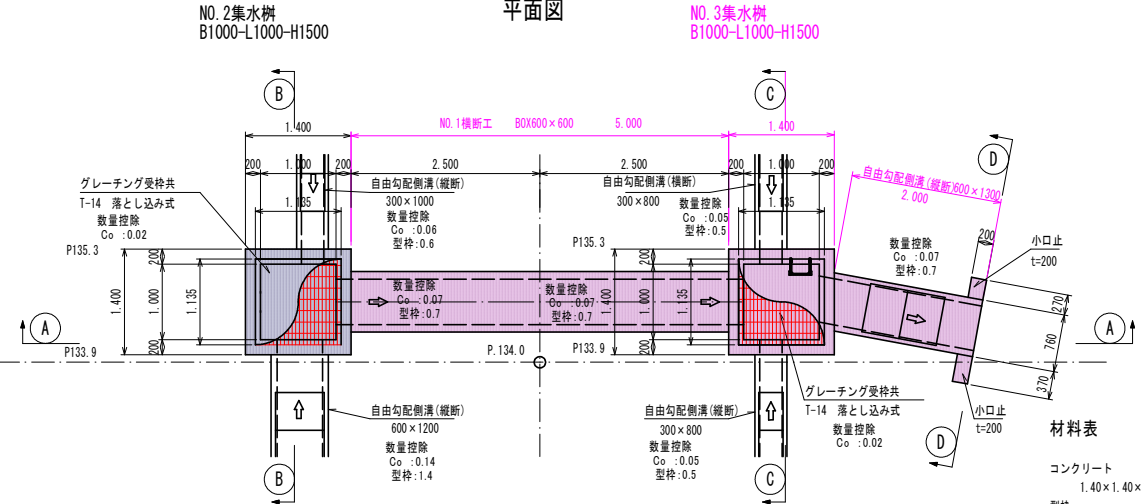 平面図
NO.2集水桝
B1000-L1000-H1500
NO.3集水桝
B1000-L1000-H1500
B
C
D
1.400
NO.1横断工 BOX600×600 5.000
1.400
200
1.000
200
2.500
2.500
200
1.000
200
グレーチング受枠共
T-14 落とし込み式
数量控除
Co :0.02
自由勾配側溝(縦断)
300×1000
数量控除
Co :0.06
型枠:0.6
1.135
自由勾配側溝(横断)
300×800
数量控除
Co :0.05
型枠:0.5
1.135
自由勾配側溝(縦断)600×1300
2.000
200
小口止
t=200
数量控除
Co :0.07
型枠:0.7
P135.3
P135.3
200
1.400
1.000
1.135
200
数量控除
Co :0.07
型枠:0.7
数量控除
Co :0.07
型枠:0.7
200
1.400
1.000
1.135
200
270
760
370
A
A
P133.9
P.134.0
P133.9
自由勾配側溝(縦断)
600×1200
数量控除
Co :0.14
型枠:1.4
自由勾配側溝(縦断)
300×800
数量控除
Co :0.05
型枠:0.5
グレーチング受枠共
T-14 落とし込み式
数量控除
Co :0.02
小口止
t=200
D
B
C
材料表
コンクリート
1.40×1.40×